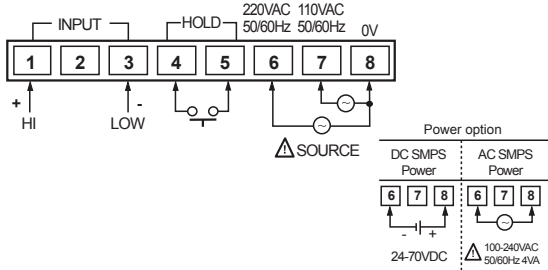 INPUT
HOLD
220VAC 110VAC
50/60Hz 50/60Hz
0V
1 2 3 4 5 6 7 8
+ -
HI LOW
SOURCE
Power option
DC SMPS
Power
6 7 8
- +
24-70VDC
AC SMPS
Power
6 7 8
100-240VAC
50/60Hz 4VA